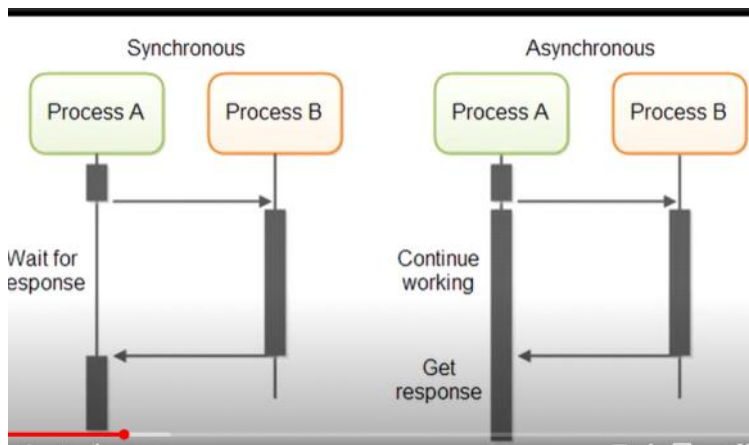 Synchronous
Asynchronous
Process A
Process B
Process A
Process B
Wait for
esponse
Continue
working
Get
response